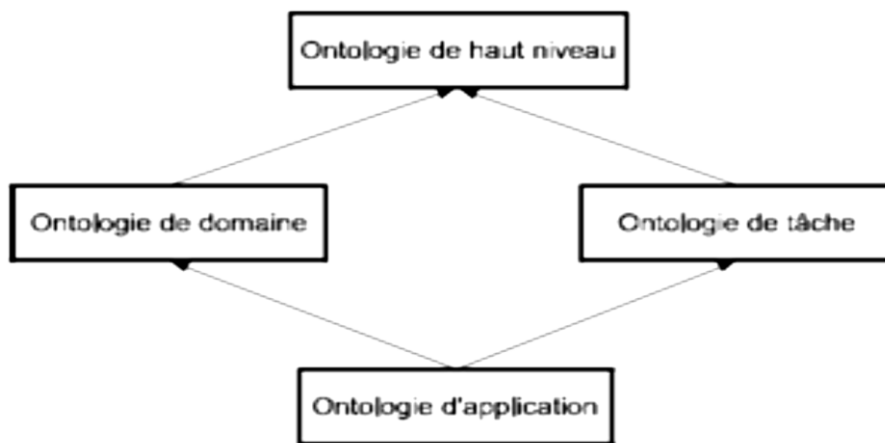 Ontologie de haut niveau
Ontologie de domaine
Ontologie de tâche
Ontologie d'application